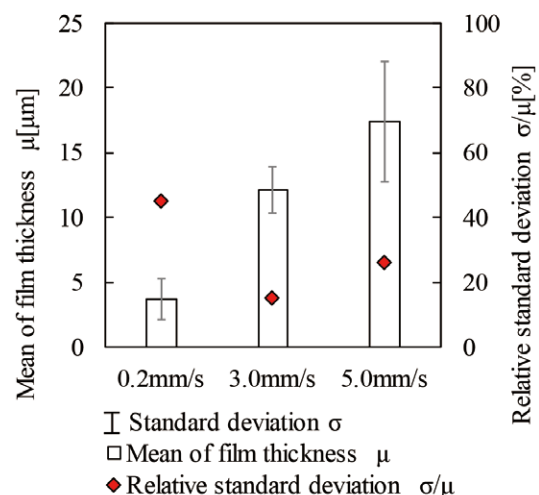 25
20
15
10
5
0
Mean of film thickness μ[μm]
100
80
60
40
20
0
Relative standard deviation σ/μ[%]
0.2mm/s 3.0mm/s 5.0mm/s
Standard deviation σ
Mean of film thickness μ
Relative standard deviation σ/μ